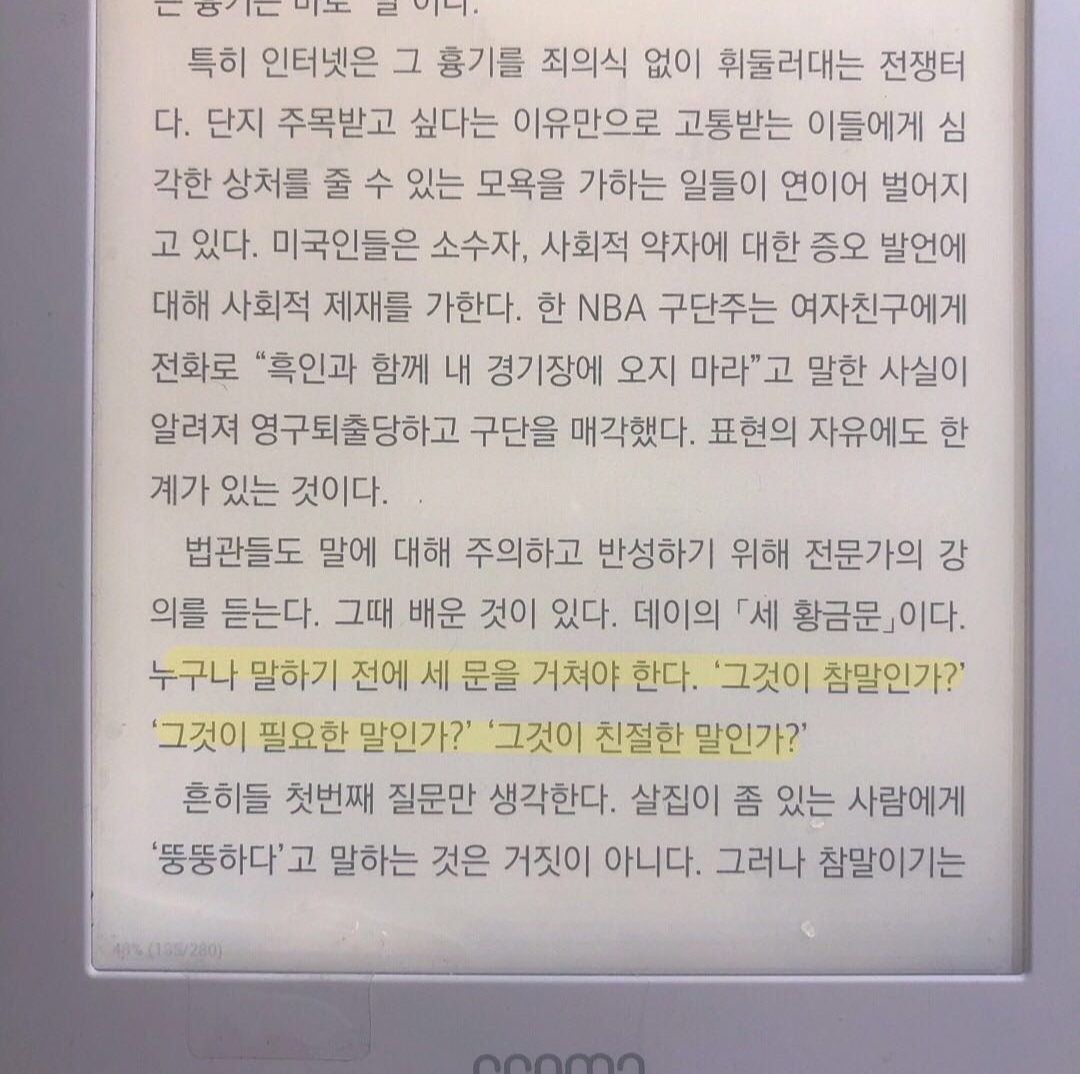 는 흉기는 바로 '말'이다.
특히 인터넷은 그 흉기를 죄의식 없이 휘둘러대는 전쟁터
다. 단지 주목받고 싶다는 이유만으로 고통받는 이들에게 심
각한 상처를 줄 수 있는 모욕을 가하는 일들이 연이어 벌어지
고 있다. 미국인들은 소수자, 사회적 약자에 대한 증오 발언에
대해 사회적 제재를 가한다. 한 NBA 구단주는 여자친구에게
전화로 “흑인과 함께 내 경기장에 오지 마라”고 말한 사실이
알려져 영구퇴출당하고 구단을 매각했다. 표현의 자유에도 한
계가 있는 것이다.
법관들도 말에 대해 주의하고 반성하기 위해 전문가의 강
의를 듣는다. 그때 배운 것이 있다. 데이의 「세 황금문」이다.
누구나 말하기 전에 세 문을 거쳐야 한다. ‘그것이 참말인가?’
‘그것이 필요한 말인가?’ ‘그것이 친절한 말인가?’
흔히들 첫번째 질문만 생각한다. 살집이 좀 있는 사람에게
‘뚱뚱하다’고 말하는 것은 거짓이 아니다. 그러나 참말이기는